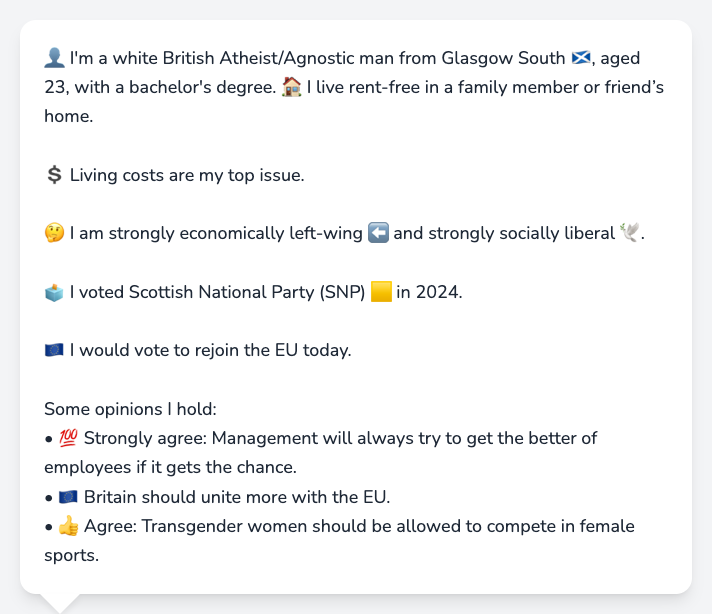 👤 I'm a white British Atheist/Agnostic man from Glasgow South 🏴󠁧󠁢󠁳󠁣󠁴󠁿, aged
23, with a bachelor's degree. 🏠 I live rent-free in a family member or friend’s
home.
💲 Living costs are my top issue.
🤔 I am strongly economically left-wing ⬅️ and strongly socially liberal 🕊️.
🗳️ I voted Scottish National Party (SNP) 🟨 in 2024.
🇪🇺 I would vote to rejoin the EU today.
Some opinions I hold:
• 💯 Strongly agree: Management will always try to get the better of
employees if it gets the chance.
• 🇪🇺 Britain should unite more with the EU.
• 👍 Agree: Transgender women should be allowed to compete in female
sports.